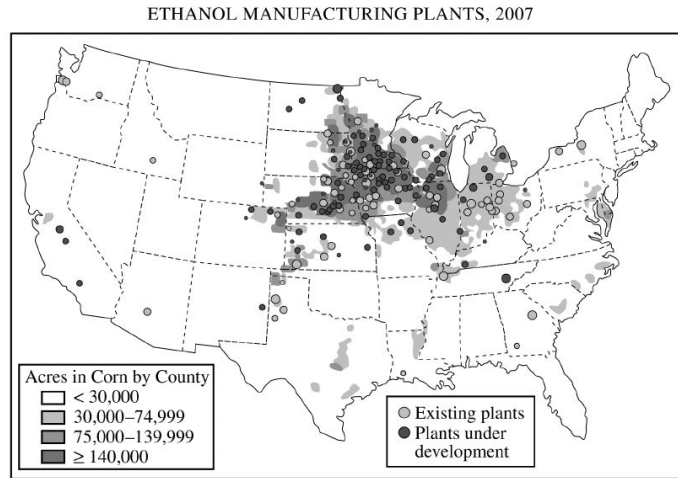 ETHANOL MANUFACTURING PLANTS, 2007
Acres in Corn by County
< 30,000
30,000–74,999
75,000–139,999
≥ 140,000
Existing plants
Plants under
development